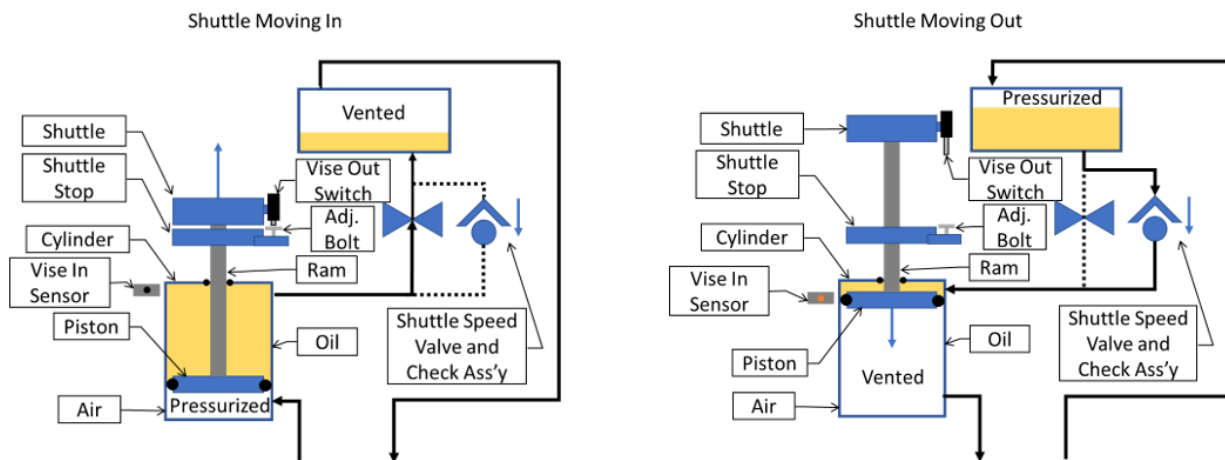 Shuttle Moving In
Vented
Shuttle
Shuttle
Stop
Vise Out
Switch
Adj.
Bolt
Cylinder
Ram
Vise In
Sensor
Piston
Oil
Shuttle Speed
Valve and
Check Ass'y
Air
Pressurized
Shuttle Moving Out
Pressurized
Shuttle
Shuttle
Stop
Vise Out
Switch
Adj.
Bolt
Cylinder
Ram
Vise In
Sensor
Piston
Oil
Shuttle Speed
Valve and
Check Ass'y
Vented
Air